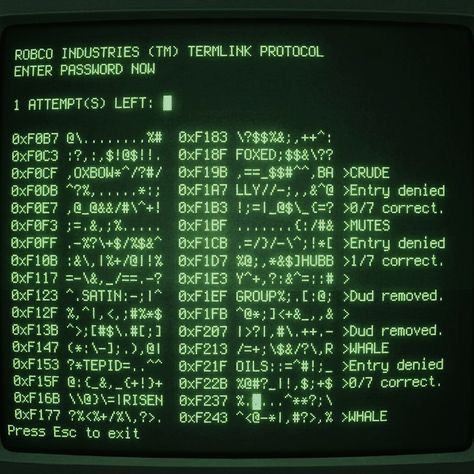 ROBCO INDUSTRIES (TM) TERMLINK PROTOCOL
ENTER PASSWORD NOW
1 ATTEMPT(S) LEFT:
0xF0B7 @\........%# 0xF183 \?$$%&;,++^:
0xF0C3 :?,:,$!@$!!. 0xF18F FOXED;$$&\??
0xF0CF ,OXBOW*^/?#/ 0xF19B ,==_$$#^^,BA >CRUDE
0xF0DB ^?%,.....*:; 0xF1A7 LLY//-;,,&^@ >Entry denied
0xF0E7 ,@_@&&/#\^+! 0xF1B3 !;=|_@$\_(=? >0/7 correct.
0xF0F3 ;=.&,;%..... 0xF1BF .......{:/#& >MUTES
0xF0FF .-%?\+$/%$&^ 0xF1CB .=/)/-\^;!*[ >Entry denied
0xF10B :&\,|%+/@|!% 0xF1D7 %@;,*&$]HUBB >1/7 correct.
0xF117 =-\&,_/==.-? 0xF1E3 Y^+,?:&^=::# >
0xF123 ^.SATIN:-;|^ 0xF1EF GROUP%;.[:@; >Dud removed.
0xF12F %,^|,<,;#%*$ 0xF1FB ^@*;]<+&_,,& >
0xF13B ^>;[#$\.#[;] 0xF207 |>?|,#\.++.- >Dud removed.
0xF147 (*;\-];..),@| 0xF213 /=+;\$&/?\,R >WHALE
0xF153 ?*TEPID=..^^ 0xF21F OILS::=^#!;_ >Entry denied
0xF15F @:{_&,_(+!)+ 0xF22B %@#?_!!,$;+$ >0/7 correct.
0xF16B \\@)\=|RISEN 0xF237 %....^**?;\
0xF177 ?%<%+/%\,?>. 0xF243 ^<@-*|,#?>,% >WHALE
Press Esc to exit